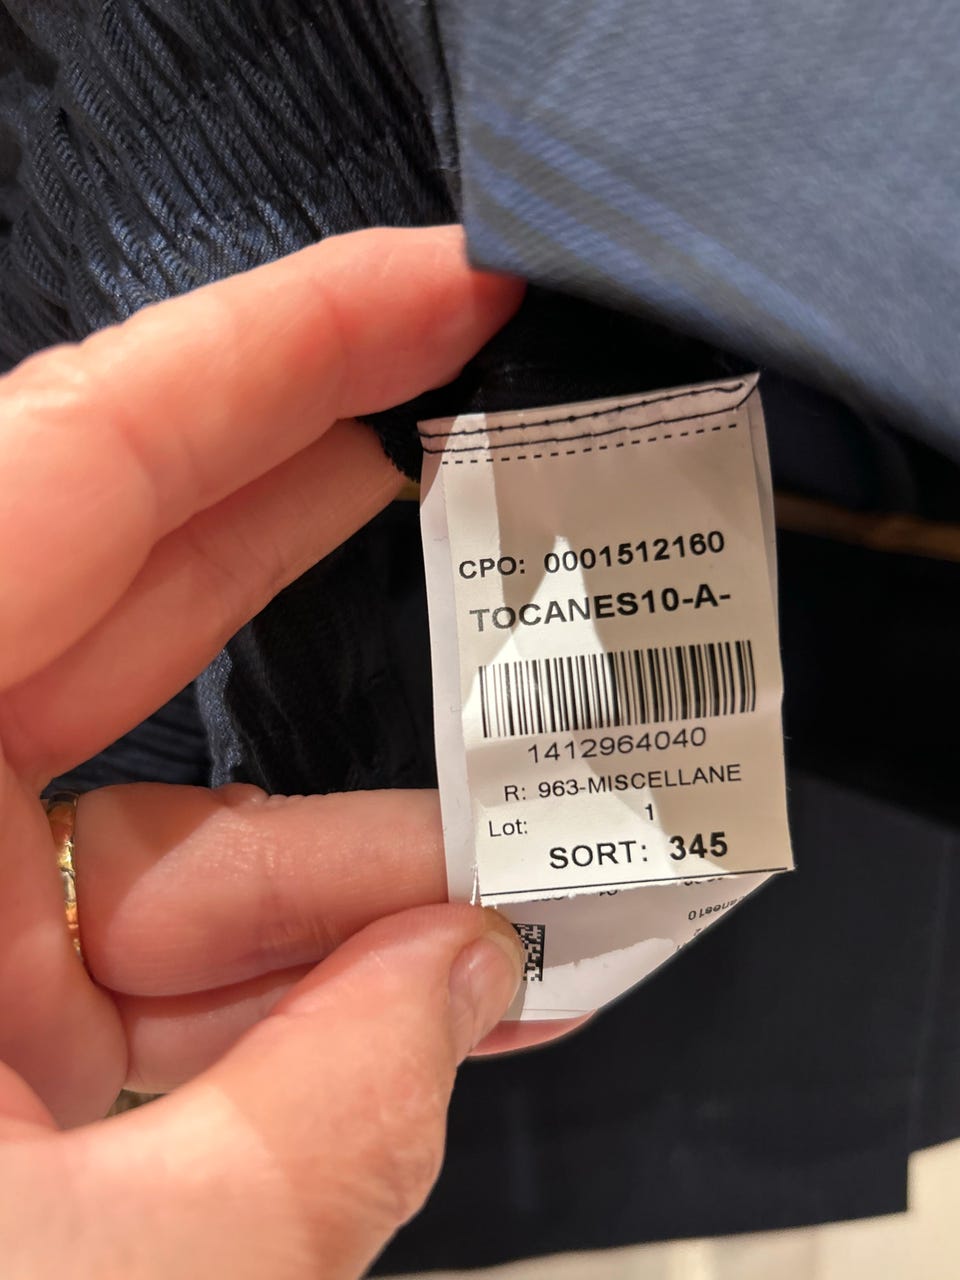 CPO: 0001512160
TOCANES10-A-
1412964040
R: 963-MISCELLANE
Lot: 1
SORT: 345